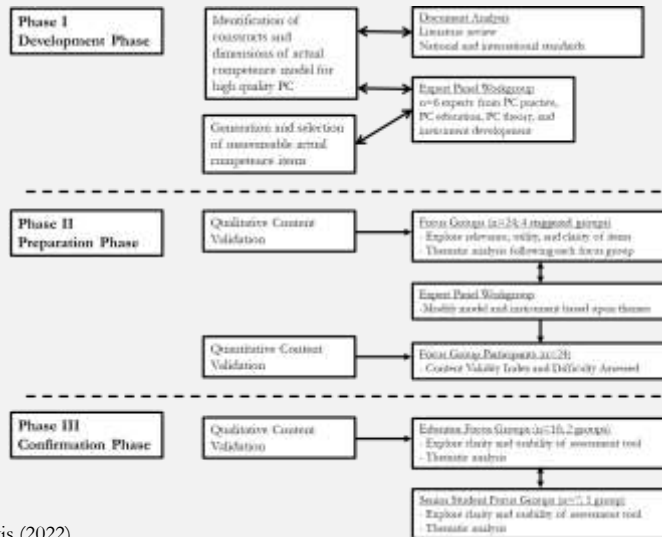 Phase I
Development Phase
Identification of
constructs and
dimensions of actual
competence model for
high quality PC
Document Analysis
Literature review
National and international standards
Expert Panel Workgroup
n=6 experts from PC practice,
PC education, PC theory, and
instrument development
Generation and selection
of measureable actual
competence items
Phase II
Preparation Phase
Qualitative Content
Validation
Focus Groups (n=24; 4 staggered groups)
- Explore relevance, utility, and clarity of items
- Thematic analysis following each focus group
Expert Panel Workgroup
-Modify model and instrument based upon themes
Quantitative Content
Validation
Focus Group Participants (n=24)
- Content Validity Index and Difficulty Assessed
Phase III
Confirmation Phase
Qualitative Content
Validation
Educator Focus Groups (n=16, 2 groups)
- Explore clarity and usability of assessment tool
- Thematic analysis
Senior Student Focus Groups (n=7, 1 group)
- Explore clarity and usability of assessment tool
- Thematic analysis
(2022)